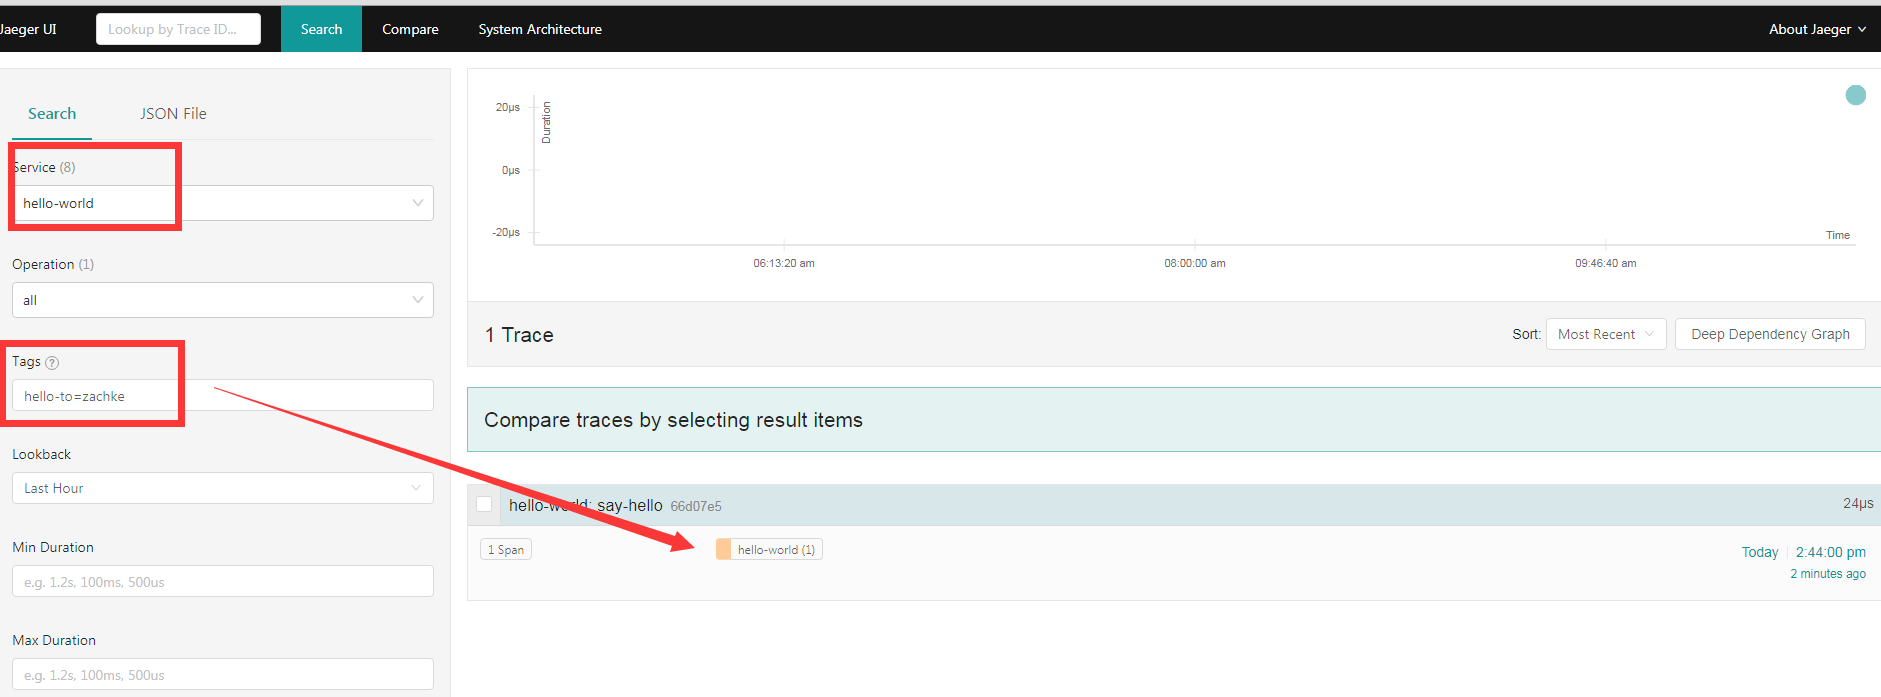 Jaeger UI
Lookup by Trace ID...
Search
Compare
System Architecture
About Jaeger
Search
JSON File
Service (8)
hello-world
Operation (1)
all
Tags ?
hello-to=zachke
Lookback
Last Hour
Min Duration
e.g. 1.2s, 100ms, 500us
Max Duration
e.g. 1.2s, 100ms, 500us
20μs
Duration
0μs
-20μs
Time
06:13:20 am
08:00:00 am
09:46:40 am
1 Trace
Sort:
Most Recent
Deep Dependency Graph
Compare traces by selecting result items
hello-world: say-hello 66d07e5
24μs
1 Span
hello-world (1)
Today
2:44:00 pm
2 minutes ago